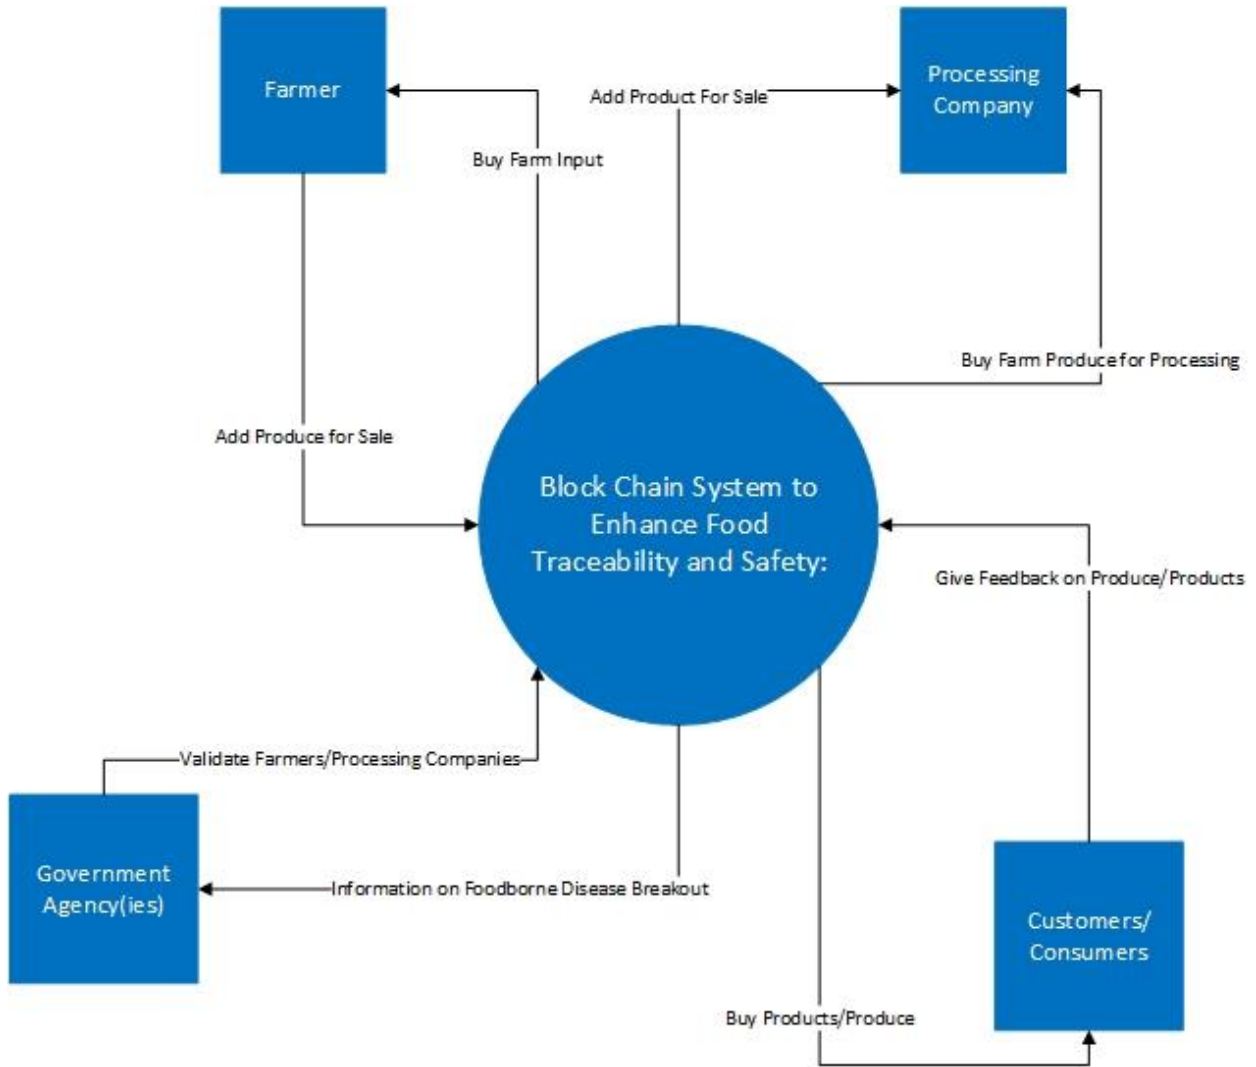 Farmer
Processing
Company
Add Product For Sale
Buy Farm Input
Buy Farm Produce for Processing
Add Produce for Sale
Block Chain System to
Enhance Food
Traceability and Safety:
Give Feedback on Produce/Products
Validate Farmers/Processing Companies
Government
Agency(ies)
Information on Foodborne Disease Breakout
Customers/
Consumers
Buy Products/Produce